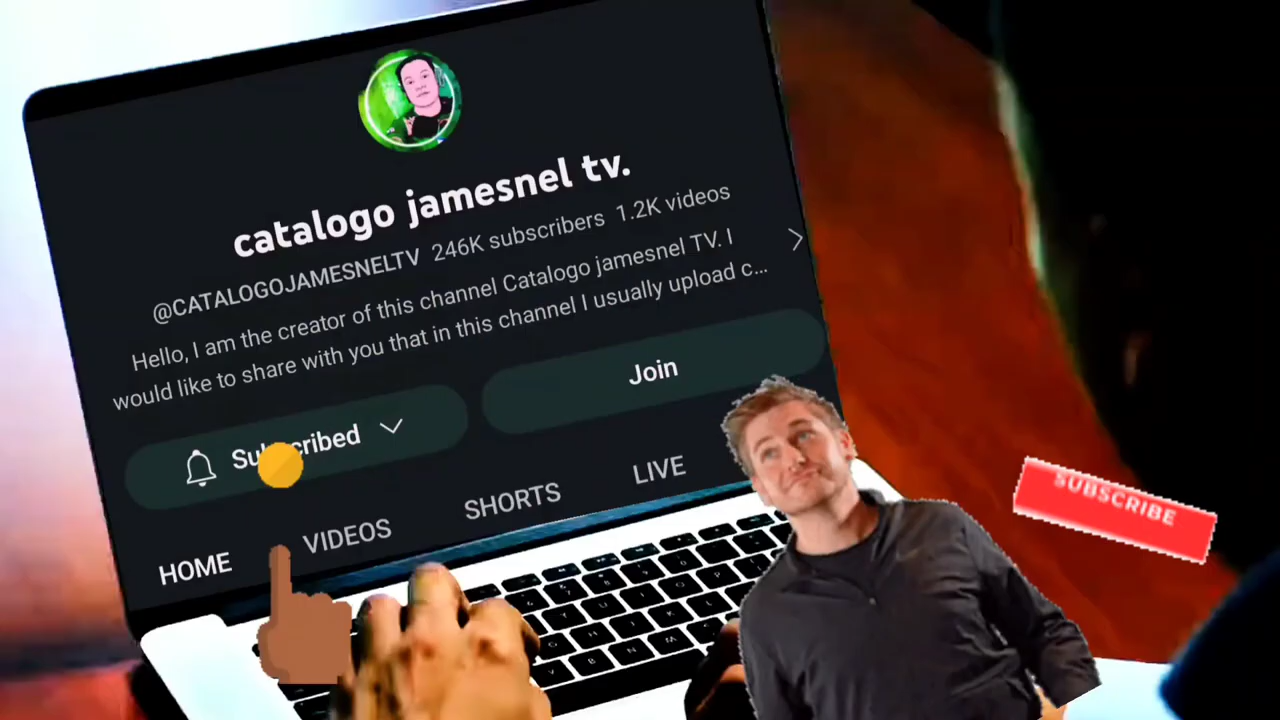 catalogo jamesnel tv.
@CATALOGOJAMESNELTV 246K subscribers 1.2K videos
Hello, I am the creator of this channel Catalogo jamesnel TV. I
would like to share with you that in this channel I usually upload c...
Subscribed
Join
HOME VIDEOS SHORTS LIVE
SUBSCRIBE